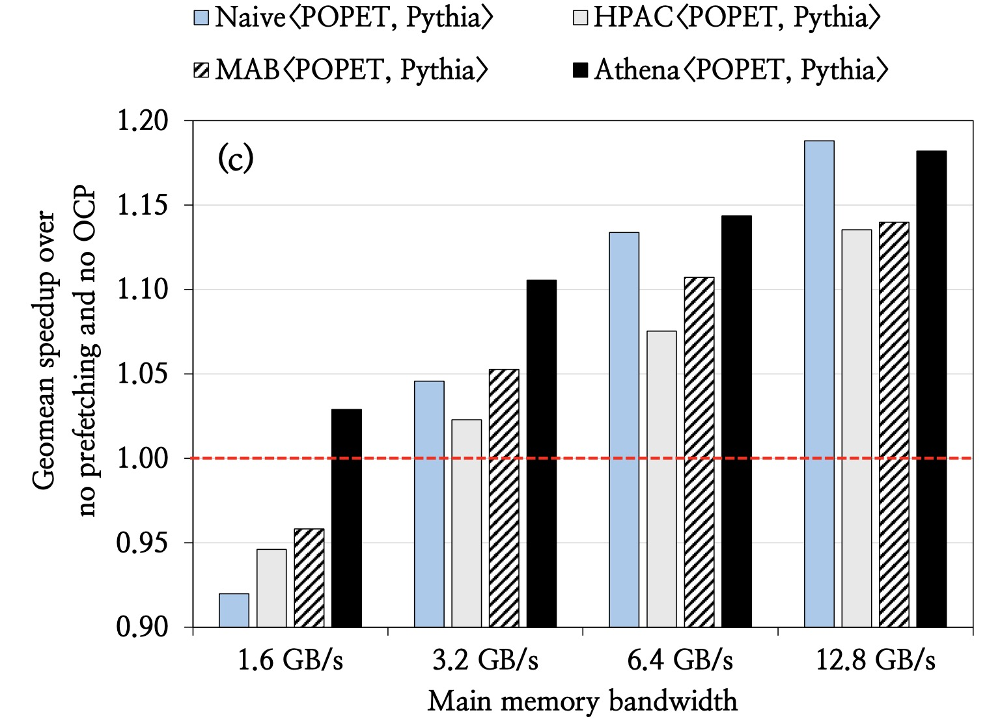 Naive〈POPET, Pythia〉 HPAC〈POPET, Pythia〉
MAB〈POPET, Pythia〉 Athena〈POPET, Pythia〉
(c)
Geomean speedup over
no prefetching and no OCP
1.20
1.15
1.10
1.05
1.00
0.95
0.90
1.6 GB/s 3.2 GB/s 6.4 GB/s 12.8 GB/s
Main memory bandwidth